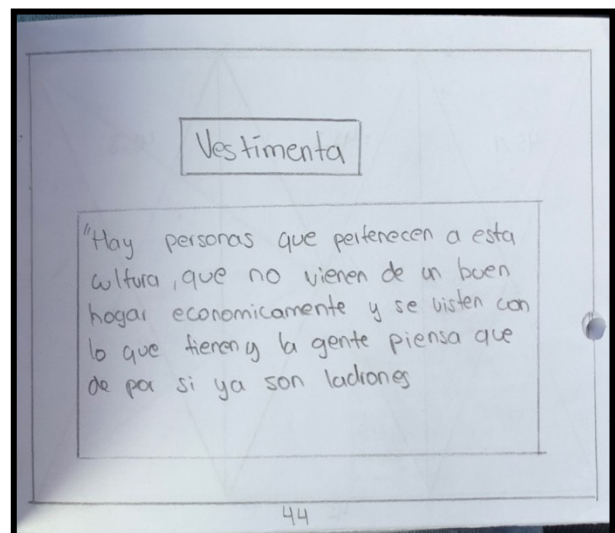 Vestimenta
"Hay personas que pertenecen a esta
cultura, que no vienen de un buen
hogar economicamente y se visten con
lo que tienen y la gente piensa que
de por si ya son ladrones
44